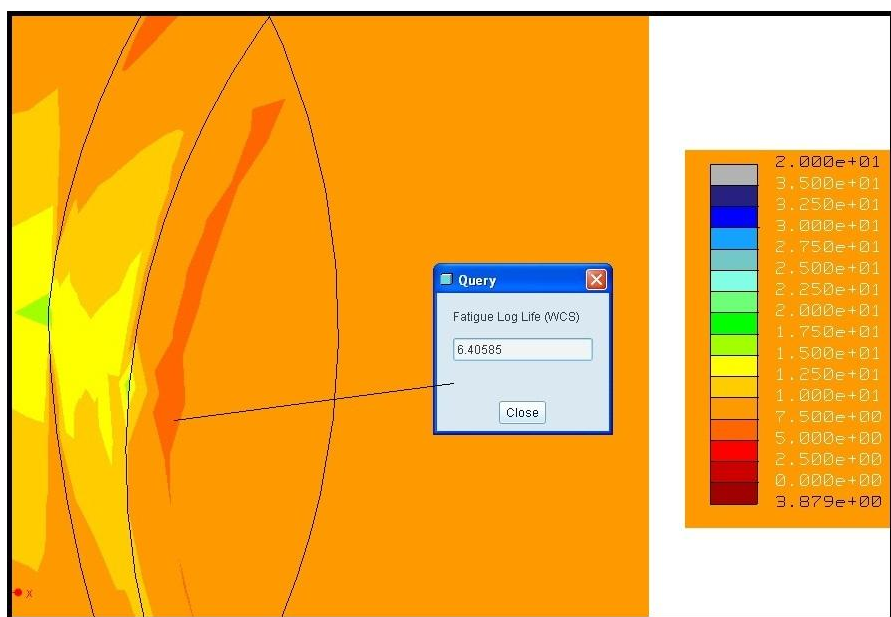 2.000e+01
3.500e+01
3.250e+01
3.000e+01
2.750e+01
2.500e+01
2.250e+01
2.000e+01
1.750e+01
1.500e+01
1.250e+01
1.000e+01
7.500e+00
5.000e+00
2.500e+00
0.000e+00
3.879e+00
Query
Fatigue Log Life (WCS)
6.40585
Close
x